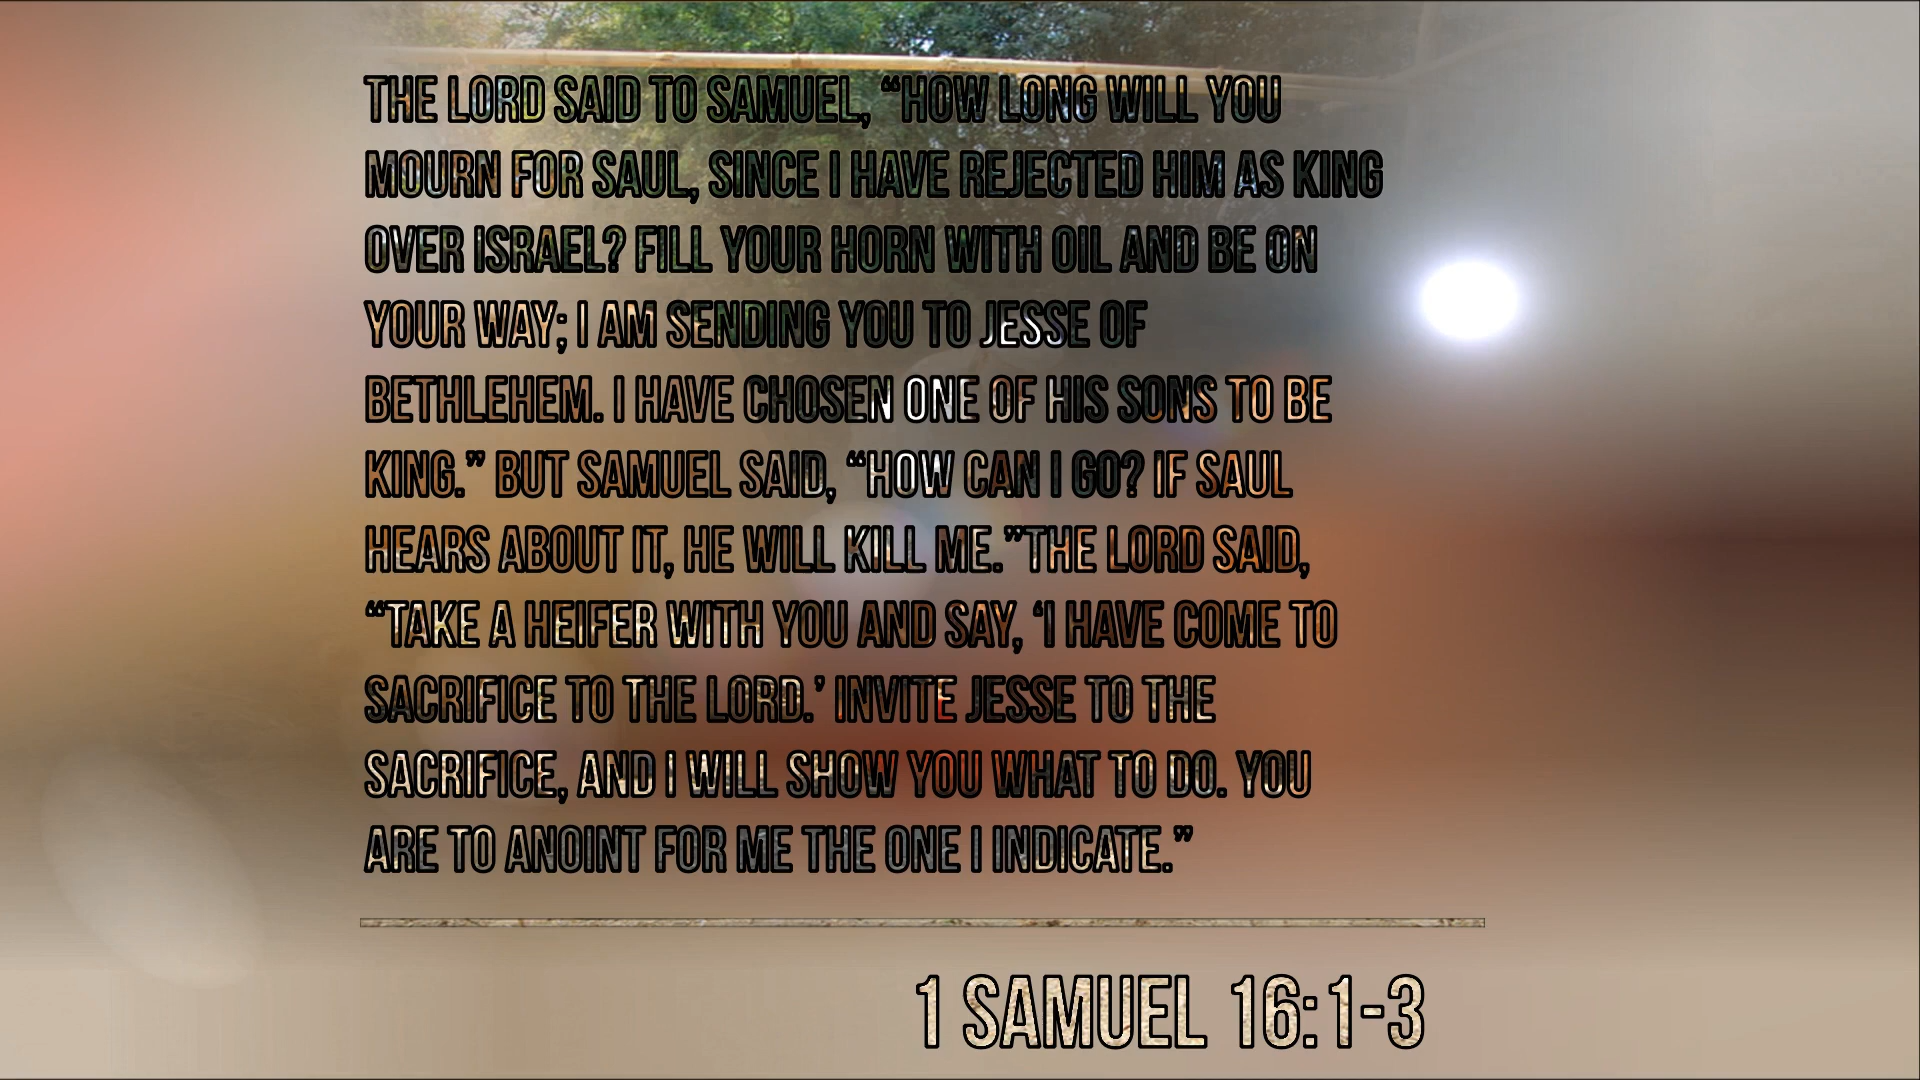 THE LORD SAID TO SAMUEL, “HOW LONG WILL YOU
MOURN FOR SAUL, SINCE I HAVE REJECTED HIM AS KING
OVER ISRAEL? FILL YOUR HORN WITH OIL AND BE ON
YOUR WAY; I AM SENDING YOU TO JESSE OF
BETHLEHEM. I HAVE CHOSEN ONE OF HIS SONS TO BE
KING.” BUT SAMUEL SAID, “HOW CAN I GO? IF SAUL
HEARS ABOUT IT, HE WILL KILL ME.”THE LORD SAID,
“TAKE A HEIFER WITH YOU AND SAY, ‘I HAVE COME TO
SACRIFICE TO THE LORD.’ INVITE JESSE TO THE
SACRIFICE, AND I WILL SHOW YOU WHAT TO DO. YOU
ARE TO ANOINT FOR ME THE ONE I INDICATE.”
1 SAMUEL 16:1-3